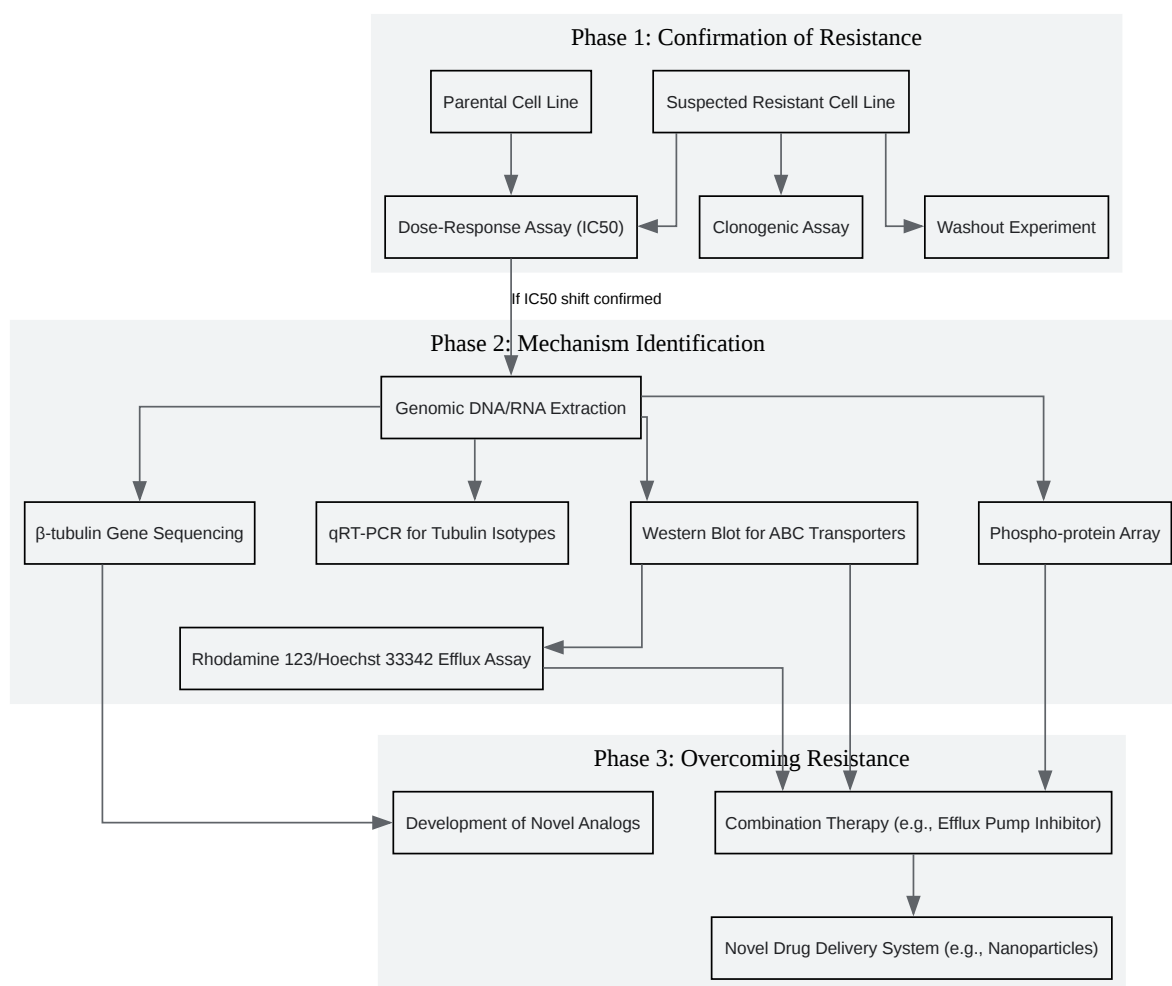 Phase 1: Confirmation of Resistance
Parental Cell Line
Suspected Resistant Cell Line
Dose-Response Assay (IC50)
Clonogenic Assay
Washout Experiment
If IC50 shift confirmed
Phase 2: Mechanism Identification
Genomic DNA/RNA Extraction
β-tubulin Gene Sequencing
qRT-PCR for Tubulin Isotypes
Western Blot for ABC Transporters
Phospho-protein Array
Rhodamine 123/Hoechst 33342 Efflux Assay
Phase 3: Overcoming Resistance
Development of Novel Analogs
Combination Therapy (e.g., Efflux Pump Inhibitor)
Novel Drug Delivery System (e.g., Nanoparticles)